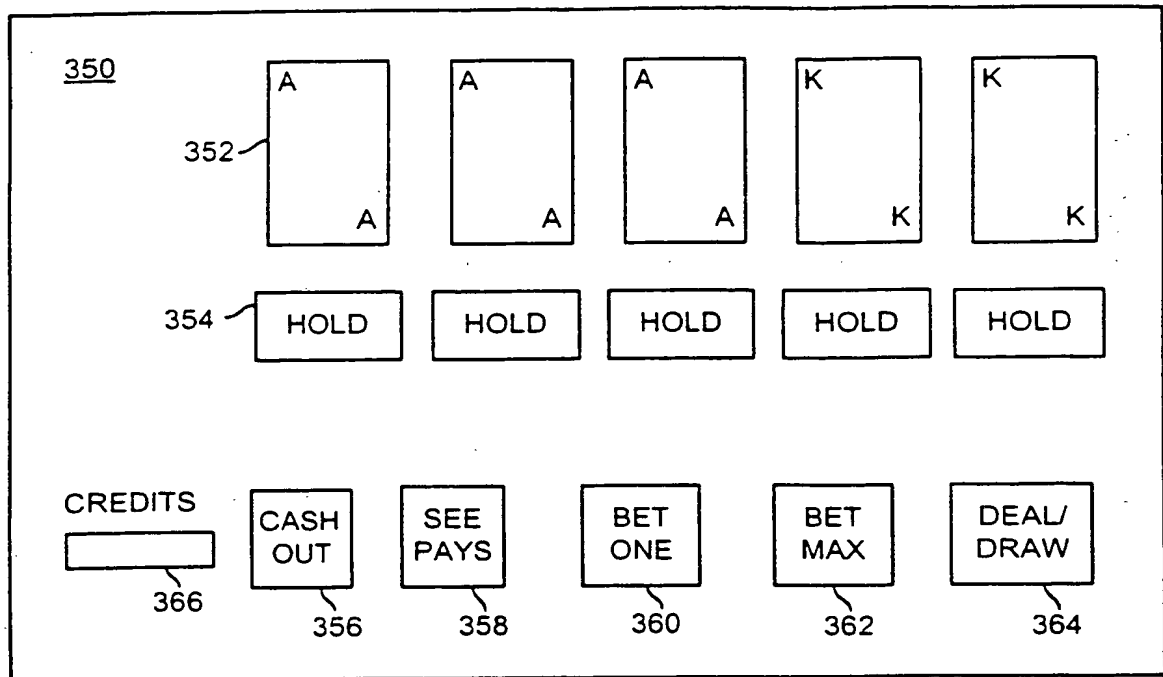 350
A A A K K
352
A A A K K
354 HOLD HOLD HOLD HOLD HOLD
CREDITS
CASH OUT
SEE PAYS
BET ONE
BET MAX
DEAL/ DRAW
366 356 358 360 362 364